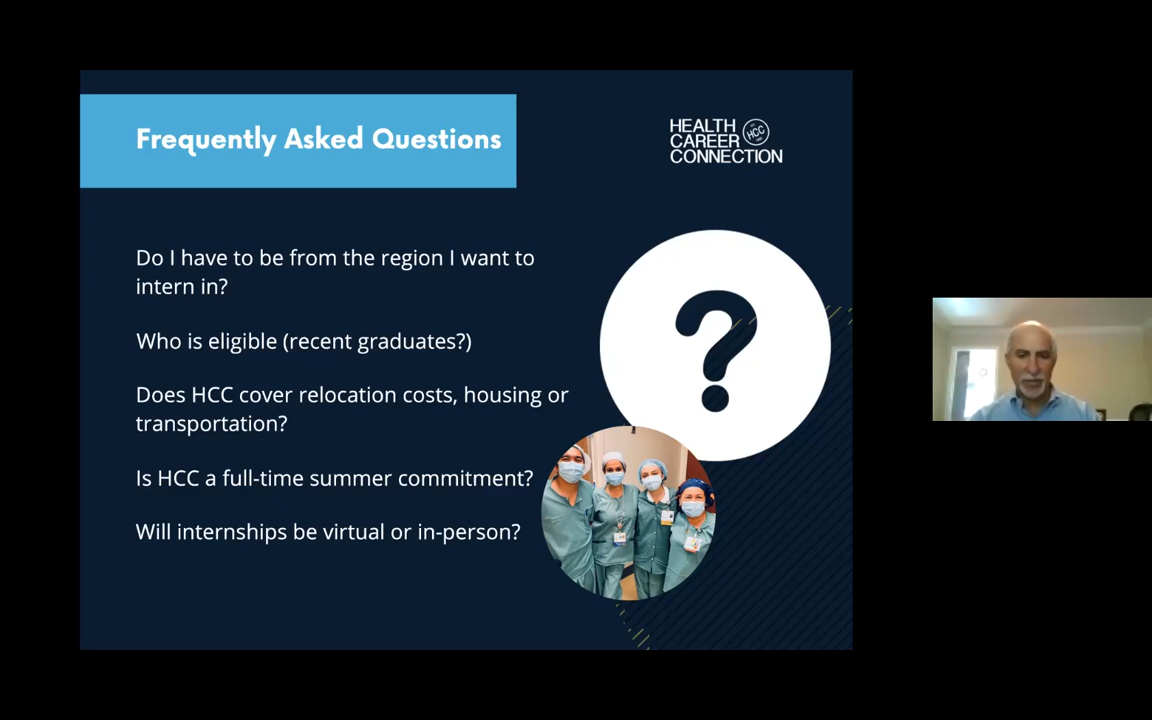 Frequently Asked Questions
HEALTH
CAREER HCC
CONNECTION
Do I have to be from the region I want to
intern in?
Who is eligible (recent graduates?)
Does HCC cover relocation costs, housing or
transportation?
Is HCC a full-time summer commitment?
Will internships be virtual or in-person?
?